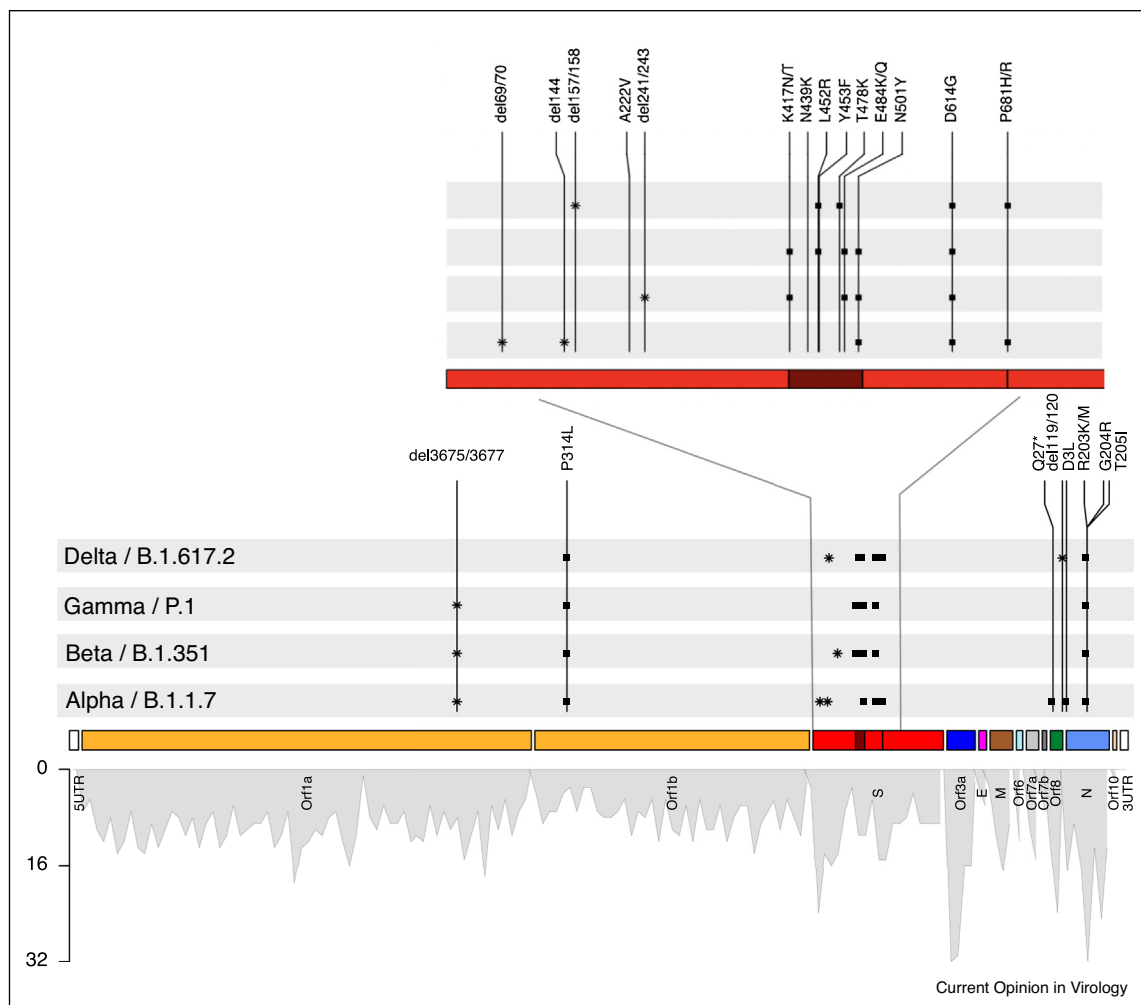 del69/70
del144
del157/158
A222V
del241/243
K417N/T
N439K
L452R
Y453F
T478K
E484K/Q
N501Y
D614G
P681H/R
del3675/3677
P314L
Q27*
del119/120
D3L
R203K/M
G204R
T205I
Delta / B.1.617.2
Gamma / P.1
Beta / B.1.351
Alpha / B.1.1.7
0
16
32
5UTR
Orf1a
Orf1b
S
Orf3a
E
M
Orf6
Orf7a
Orf7b
Orf8
N
Orf10
3UTR
Current Opinion in Virology